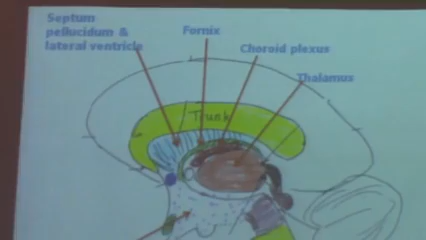 Septum
pellucidum &
lateral ventricle
Fornix
Choroid plexus
Thalamus
Trunk